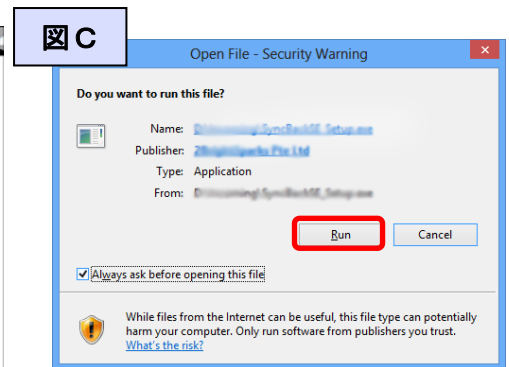 図C
Open File - Security Warning
Do you want to run this file?
Name:
Publisher:
Type: Application
From:
Run Cancel
Always ask before opening this file
While files from the Internet can be useful, this file type can potentially
harm your computer. Only run software from publishers you trust.
What's the risk?